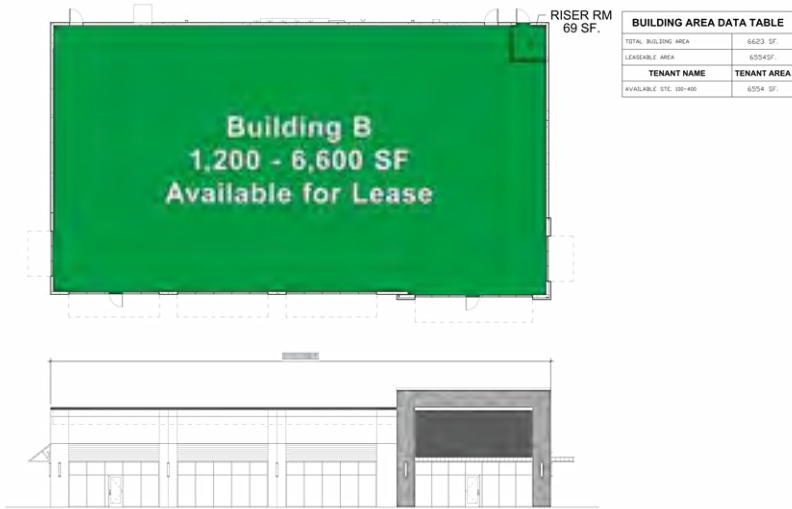 RISER RM
69 SF.
BUILDING AREA DATA TABLE
TOTAL BUILDING AREA 6623 SF.
LEASEABLE AREA 6554SF.
TENANT NAME TENANT AREA
AVAILABLE STE. 100-400 6554 SF.
Building B
1,200 - 6,600 SF
Available for Lease